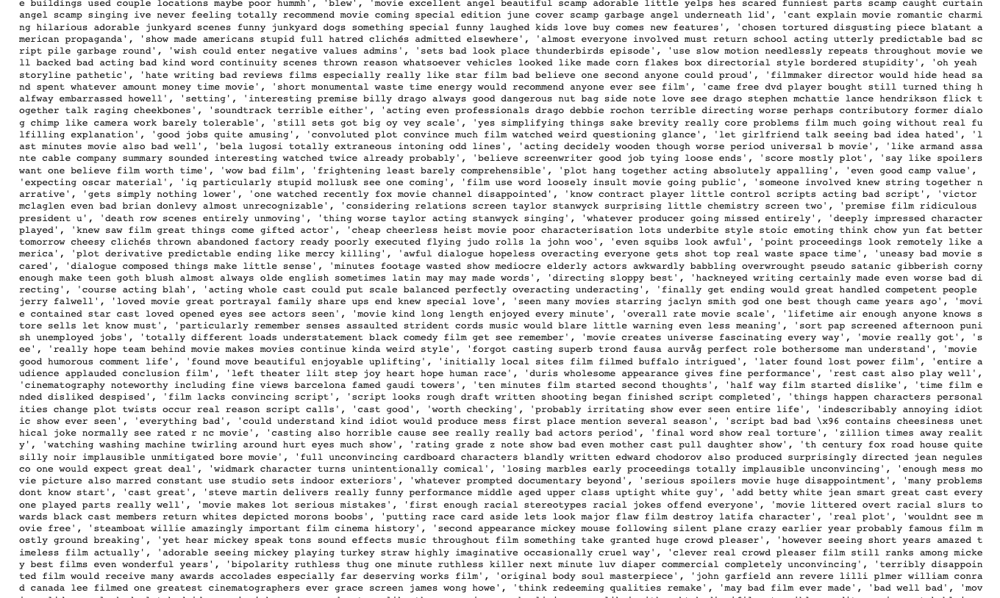 e buildings used couple locations maybe poor hummh', 'blew', 'movie excellent angel beautiful scamp adorable little yelps hes scared funniest parts scamp caught curtain
angel scamp singing ive never feeling totally recommend movie coming special edition june cover scamp garbage angel underneath lid', 'cant explain movie romantic charmi
ng hilarious adorable junkyard scenes funny junkyard dogs something special funny laughed kids love buy comes new features', 'chosen tortured disgusting piece blatant a
merican propaganda', 'show made americans stupid full hatred clichés admitted elsewhere', 'almost everyone involved must return school acting utterly predictable bad sc
ript pile garbage round', 'wish could enter negative values admins', 'sets bad look place thunderbirds episode', 'use slow motion needlessly repeats throughout movie we
ll backed bad acting bad kind word continuity scenes thrown reason whatsoever vehicles looked like made corn flakes box directorial style bordered stupidity', 'oh yeah
storyline pathetic', 'hate writing bad reviews films especially really like star film bad believe one second anyone could proud', 'filmmaker director would hide head sa
nd spent whatever amount money time movie', 'short monumental waste time energy would recommend anyone ever see film', 'came free dvd player bought still turned thing h
alfway embarrassed howell', 'setting', 'interesting premise billy drago always good dangerous nut bag side note love see drago stephen mchattie lance hendrikson flick t
ogether talk raging cheekbones', 'soundtrack terrible either', 'acting even professionals drago debbie rochon terrible directing worse perhaps contributory former dialo
g chimp like camera work barely tolerable', 'still sets got big oy vey scale', 'yes simplifying things sake brevity really core problems film much going without real fu
lfilling explanation', 'good jobs quite amusing', 'convoluted plot convince much film watched weird questioning glance', 'let girlfriend talk seeing bad idea hated', 'l
ast minutes movie also bad well', 'bela lugosi totally extraneous intoning odd lines', 'acting decidely wooden though worse period universal b movie', 'like armand assa
nte cable company summary sounded interesting watched twice already probably', 'believe screenwriter good job tying loose ends', 'score mostly plot', 'say like spoilers
want one believe film worth time', 'wow bad film', 'frightening least barely comprehensible', 'plot hang together acting absolutely appalling', 'even good camp value',
'expecting oscar material', 'iq particularly stupid mollusk see one coming', 'film use word loosely insult movie going public', 'someone involved knew string together n
arrative', 'gets simply nothing lower', 'one watched recently fox movie channel disappointed', 'know contract player little control scripts acting bad script', 'victor
mclaglen even bad brian donlevy almost unrecognizable', 'considering relations screen taylor stanwyck surprising little chemistry screen two', 'premise film ridiculous
president u', 'death row scenes entirely unmoving', 'thing worse taylor acting stanwyck singing', 'whatever producer going missed entirely', 'deeply impressed character
played', 'knew saw film great things come gifted actor', 'cheap cheerless heist movie poor characterisation lots underbite style stoic emoting think chow yun fat better
tomorrow cheesy clichés thrown abandoned factory ready poorly executed flying judo rolls la john woo', 'even squibs look awful', 'point proceedings look remotely like a
merica', 'plot derivative predictable ending like mercy killing', 'awful dialogue hopeless overacting everyone gets shot top real waste space time', 'uneasy bad movie s
cared', 'dialogue composed things make little sense', 'minutes footage wasted show mediocre elderly actors awkwardly babbling overwrought pseudo satanic gibberish corny
enough make teen goth blush almost always olde english sometimes latin may may made words', 'directing sloppy best', 'hackneyed writing certainly made even worse bad di
recting', 'course acting blah', 'acting whole cast could put scale balanced perfectly overacting underacting', 'finally get ending would great handled competent people
jerry falwell', 'loved movie great portrayal family share ups end knew special love', 'seen many movies starring jaclyn smith god one best though came years ago', 'movi
e contained star cast loved opened eyes see actors seen', 'movie kind long length enjoyed every minute', 'overall rate movie scale', 'lifetime air enough anyone knows s
tore sells let know must', 'particularly remember senses assaulted strident cords music would blare little warning even less meaning', 'sort pap screened afternoon puni
sh unemployed jobs', 'totally different loads understatement black comedy film get see remember', 'movie creates universe fascinating every way', 'movie really got', 's
ee', 'really hope team behind movie makes movies continue kinda weird style', 'forgot casting superb trond fausa aurvåg perfect role bothersome man understand', 'movie
good humorous comment life', 'found move beautiful enjoyable uplifting', 'initially local sites film filmed buffalo intrigued', 'later found lost power film', 'entire a
udience applauded conclusion film', 'left theater lilt step joy heart hope human race', 'duris wholesome appearance gives fine performance', 'rest cast also play well',
'cinematography noteworthy including fine views barcelona famed gaudi towers', 'ten minutes film started second thoughts', 'half way film started dislike', 'time film e
nded disliked despised', 'film lacks convincing script', 'script looks rough draft written shooting began finished script completed', 'things happen characters personal
ities change plot twists occur real reason script calls', 'cast good', 'worth checking', 'probably irritating show ever seen entire life', 'indescribably annoying idiot
ic show ever seen', 'everything bad', 'could understand kind idiot would produce mess first place mention several season', 'script bad bad \x96 contains cheesiness unet
hical joke normally see rated r nc movie', 'casting also horrible cause see really really bad actors period', 'final word show real torture', 'zillion times away realit
y', 'watching washing machine twirling around hurt eyes much show', 'rating grade z note show bad even mother cast pull daughter show', 'th century fox road house quite
silly noir implausible unmitigated bore movie', 'full unconvincing cardboard characters blandly written edward chodorov also produced surprisingly directed jean negules
co one would expect great deal', 'widmark character turns unintentionally comical', 'losing marbles early proceedings totally implausible unconvincing', 'enough mess mo
vie picture also marred constant use studio sets indoor exteriors', 'whatever prompted documentary beyond', 'serious spoilers movie huge disappointment', 'many problems
dont know start', 'cast great', 'steve martin delivers really funny performance middle aged upper class uptight white guy', 'add betty white jean smart great cast every
one played parts really well', 'movie makes lot serious mistakes', 'first enough racial stereotypes racial jokes offend everyone', 'movie littered overt racial slurs to
wards black cast members return whites depicted morons boobs', 'putting race card aside lets look major flaw film destroy latifa character', 'real plot', 'wouldnt see m
ovie free', 'steamboat willie amazingly important film cinema history', 'second appearance mickey mouse following silent plane crazy earlier year probably famous film m
ostly ground breaking', 'yet hear mickey speak tons sound effects music throughout film something take granted huge crowd pleaser', 'however seeing short years amazed t
imeless film actually', 'adorable seeing mickey playing turkey straw highly imaginative occasionally cruel way', 'clever real crowd pleaser film still ranks among micke
y best films even wonderful years', 'bipolarity ruthless thug one minute ruthless killer next minute luv diaper commercial completely unconvincing', 'terribly disappoin
ted film would receive many awards accolades especially far deserving works film', 'original body soul masterpiece', 'john garfield ann revere lilli plmer william conra
d canada lee filmed one greatest cinematographers ever grace screen james wong howe', 'think redeeming qualities remake', 'may bad film ever made', 'bad well bad', 'mov